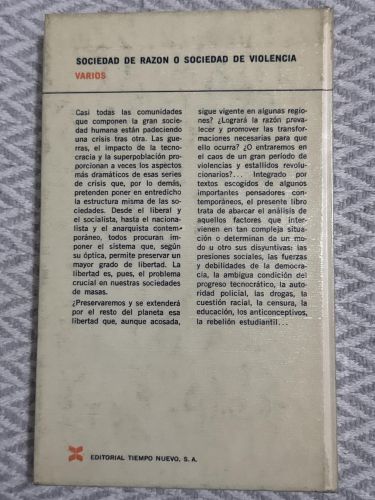 SOCIEDAD DE RAZON O SOCIEDAD DE VIOLENCIA
VARIOS
Casi todas las comunidades
que componen la gran socie-
dad humana están padeciendo
una crisis tras otra. Las gue-
rras, el impacto de la tecno-
cracia y la superpoblación pro-
porcionan a veces los aspectos
más dramáticos de esas series
de crisis que, por lo demás,
pretenden poner en entredicho
la estructura misma de las so-
ciedades. Desde el liberal y
el socialista, hasta el naciona-
lista y el anarquista contem-
poráneo, todos procuran im-
poner el sistema que, según
su óptica, permite preservar un
mayor grado de libertad. La
libertad es, pues, el problema
crucial en nuestras sociedades
de masas.
¿Preservaremos y se extenderá
por el resto del planeta esa
libertad que, aunque acosada,
sigue vigente en algunas regio-
nes? ¿Logrará la razón preva-
lecer y promover las transfor-
maciones necesarias para que
ello ocurra? ¿O entraremos en
el caos de un gran período de
violencias y estallidos revolu-
cionarios?... Integrado por
textos escogidos de algunos
importantes pensadores con-
temporáneos, el presente libro
trata de abarcar el análisis de
aquellos factores que inter-
vienen en tan compleja situa-
ción o determinan de un mo-
do u otro sus disyuntivas: las
presiones sociales, las fuerzas
y debilidades de la democra-
cia, la ambigua condición del
progreso tecnocrático, la auto-
ridad policial, las drogas, la
cuestión racial, la censura, la
educación, los anticonceptivos,
la rebelión estudiantil...
EDITORIAL TIEMPO NUEVO, S. A.